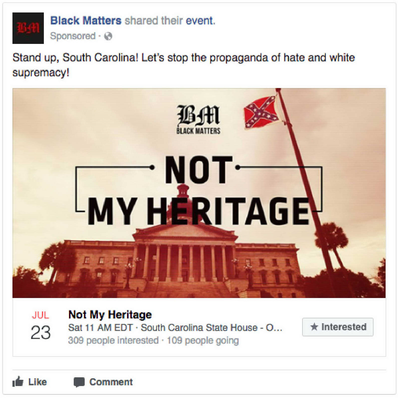 BM
Black Matters shared their event.
Sponsored ·
Stand up, South Carolina! Let's stop the propaganda of hate and white
supremacy!
BM
BLACK MATTERS
NOT
MY HERITAGE
JUL
23
Not My Heritage
Sat 11 AM EDT · South Carolina State House - O...
309 people interested · 109 people going
★ Interested
Like
Comment